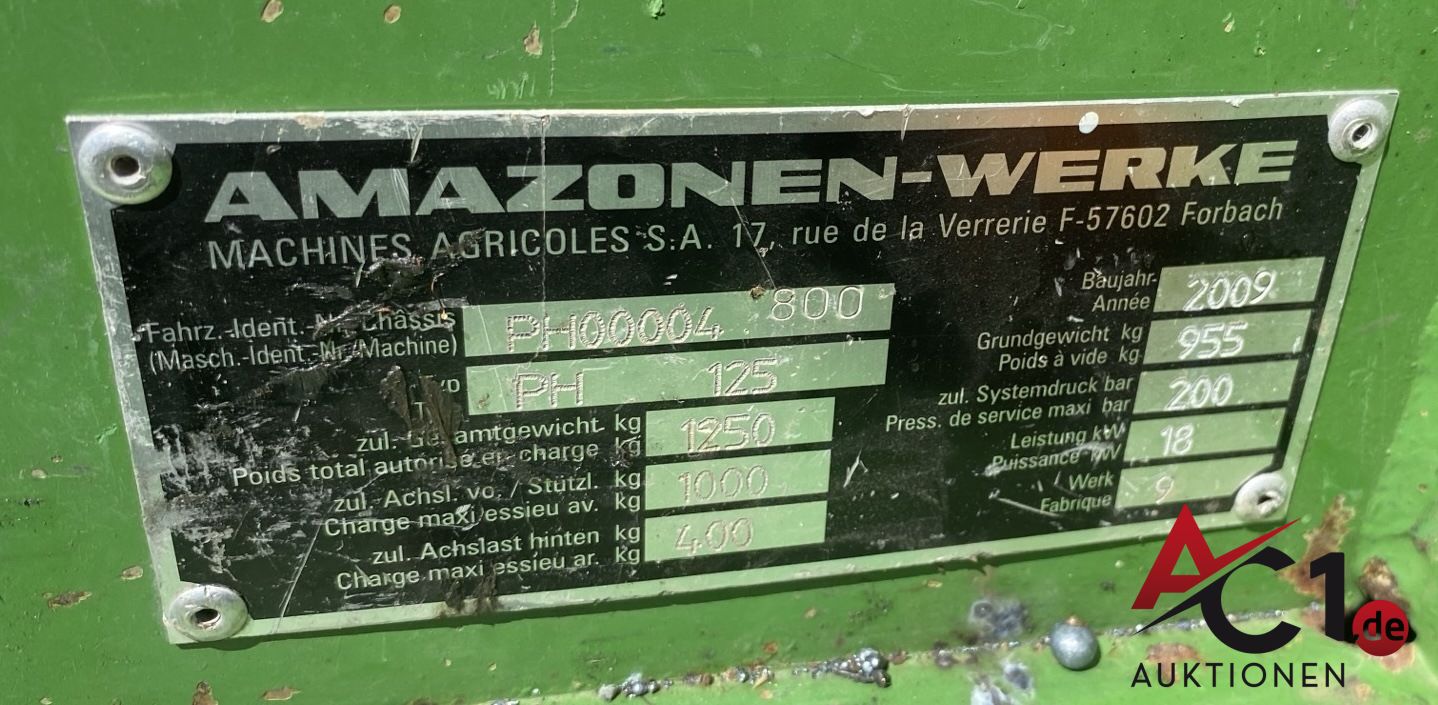 AMAZONEN-WERKE
MACHINES AGRICOLES S.A. 17, rue de la Verrerie F-57602 Forbach
Fahrz.-Ident.-Nr. Châssis
(Masch.-Ident.-Nr. Machine)
PH00004 800
Typ
PH 125
zul. Gesamtgewicht kg
Poids total autorisé en charge kg
1250
zul. Achsl. vo. / Stützl. kg
Charge maxi essieu av. kg
1000
zul. Achslast hinten kg
Charge maxi essieu ar. kg
400
Baujahr
Année
2009
Grundgewicht kg
Poids à vide kg
955
zul. Systemdruck bar
Press. de service maxi bar
200
Leistung kW
Puissance kW
18
Werk
Fabrique
9
AC1.de
AUKTIONEN